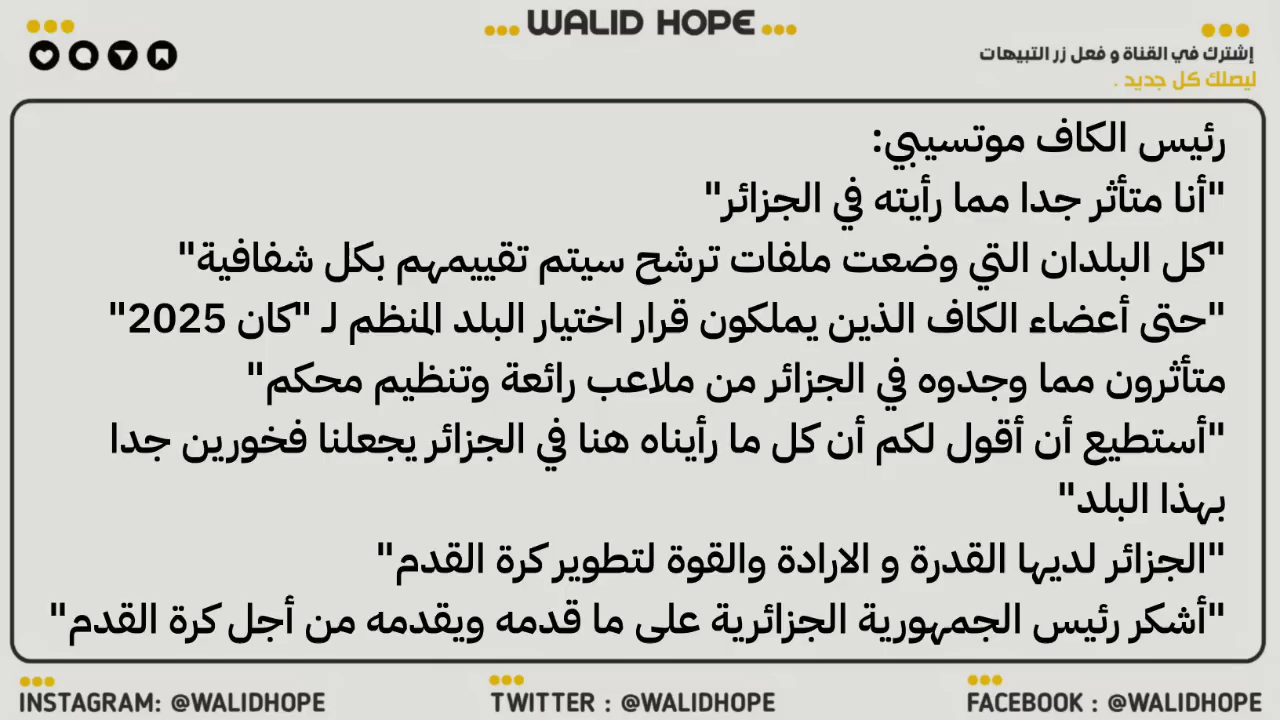 WALID HOPE
إشترك في القناة و فعل زر التبيهات
ليصلك كل جديد .
رئيس الكاف موتسيبي:
"أنا متأثر جدا مما رأيته في الجزائر"
"كل البلدان التي وضعت ملفات ترشح سيتم تقييمهم بكل شفافية"
"حتى أعضاء الكاف الذين يملكون قرار اختيار البلد المنظم لـ "كان 2025"
متأثرون مما وجدوه في الجزائر من ملاعب رائعة وتنظيم محكم"
"أستطيع أن أقول لكم أن كل ما رأيناه هنا في الجزائر يجعلنا فخورين جدا
بهذا البلد"
"الجزائر لديها القدرة و الارادة والقوة لتطوير كرة القدم"
"أشكر رئيس الجمهورية الجزائرية على ما قدمه ويقدمه من أجل كرة القدم"
INSTAGRAM: @WALIDHOPE
TWITTER : @WALIDHOPE
FACEBOOK : @WALIDHOPE